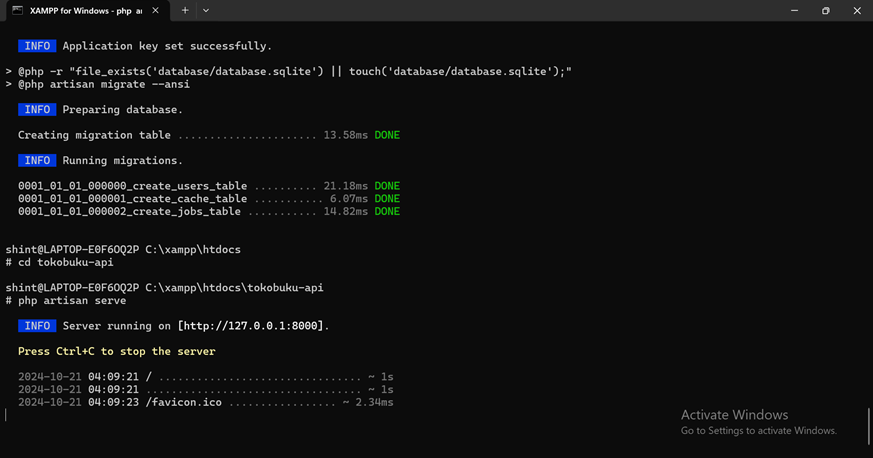 XAMPP for Windows - php ar
INFO Application key set successfully.
> @php -r "file_exists('database/database.sqlite') || touch('database/database.sqlite');"
> @php artisan migrate --ansi
INFO Preparing database.
Creating migration table ...................... 13.58ms DONE
INFO Running migrations.
0001_01_01_000000_create_users_table .......... 21.18ms DONE
0001_01_01_000001_create_cache_table ........... 6.07ms DONE
0001_01_01_000002_create_jobs_table ........... 14.82ms DONE
shint@LAPTOP-E0F6OQ2P C:\xampp\htdocs
# cd tokobuku-api
shint@LAPTOP-E0F6OQ2P C:\xampp\htdocs\tokobuku-api
# php artisan serve
INFO Server running on [http://127.0.0.1:8000].
Press Ctrl+C to stop the server
2024-10-21 04:09:21 / ................................ ~ 1s
2024-10-21 04:09:21 .................................. ~ 1s
2024-10-21 04:09:23 /favicon.ico ................. ~ 2.34ms
Activate Windows
Go to Settings to activate Windows.